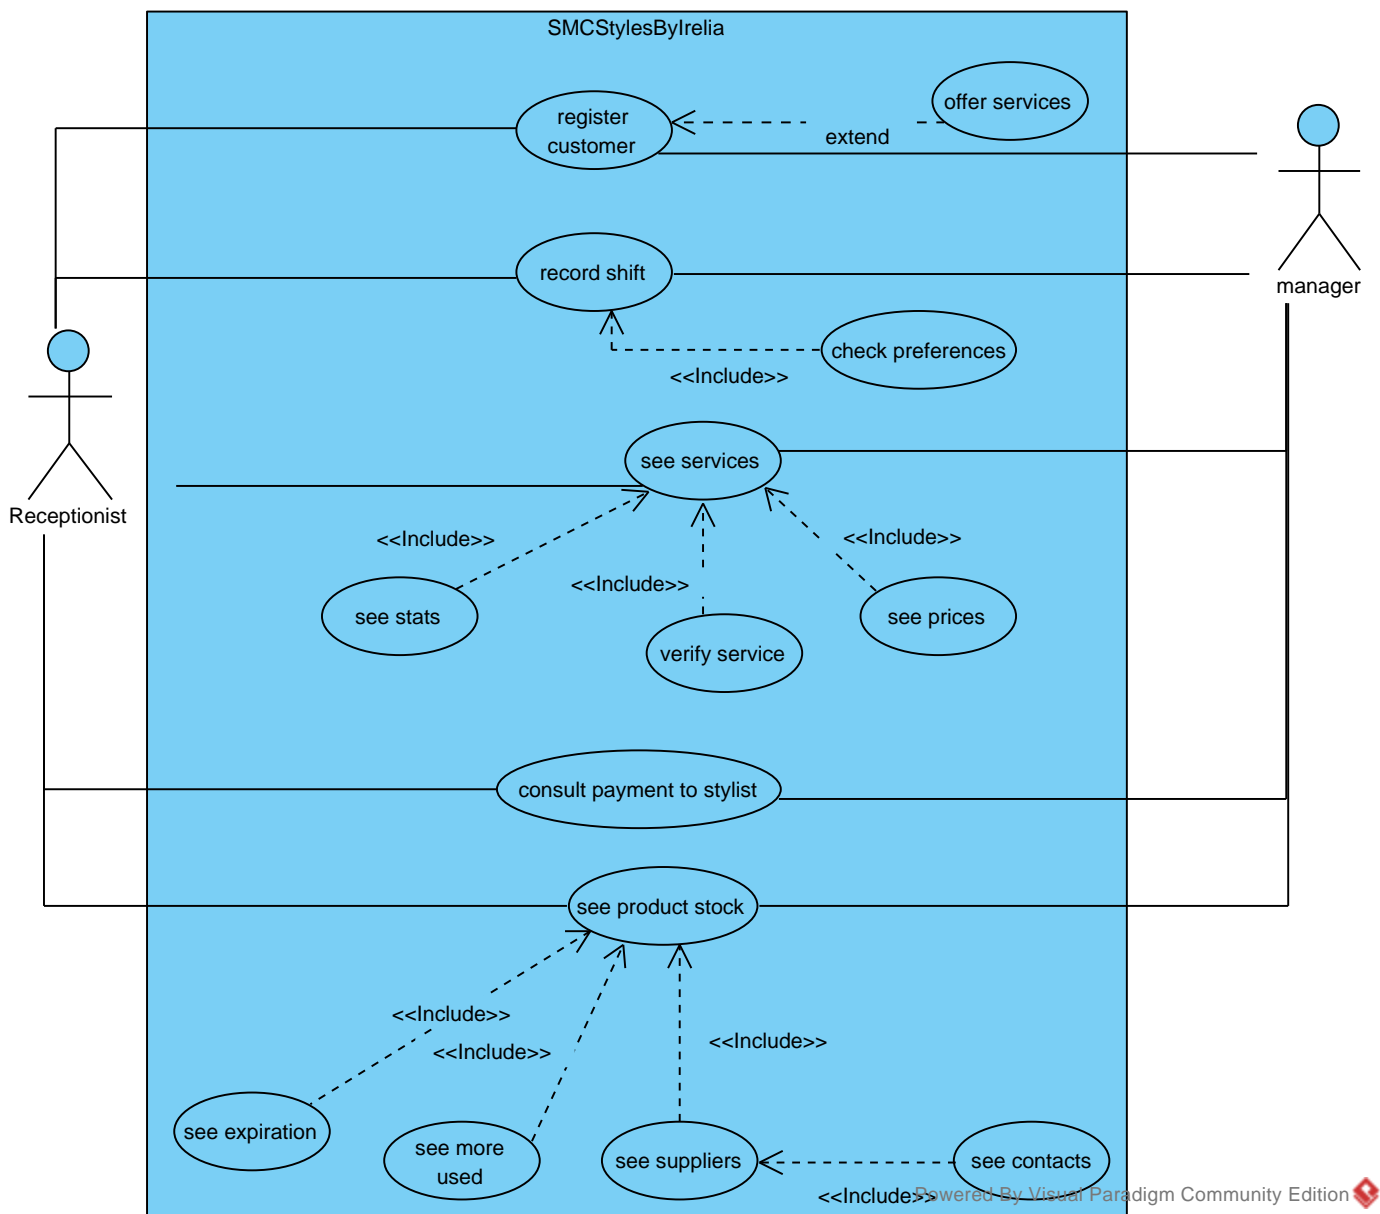 SMCStylesByIrelia
offer services
register
customer
extend
record shift
manager
check preferences
<<Include>>
see services
Receptionist
<<Include>>
<<Include>>
<<Include>>
see stats
see prices
verify service
consult payment to stylist
see product stock
<<Include>>
<<Include>>
<<Include>>
see expiration
see more
used
see suppliers
see contacts
<<Include>>
Powered By Visual Paradigm Community Edition